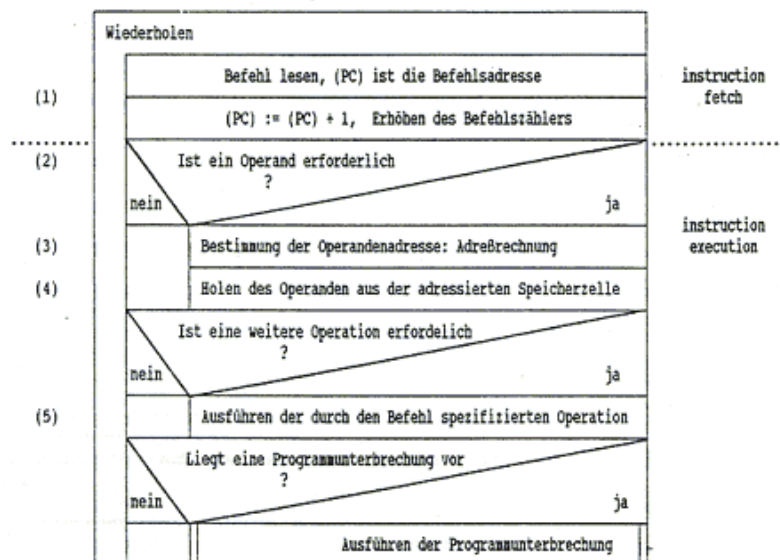 Wiederholen
Befehl lesen, (PC) ist die Befehlsadresse
instruction
fetch
(1)
(PC) := (PC) + 1, Erhöhen des Befehlszählers
(2)
Ist ein Operand erforderlich
?
nein
ja
instruction
execution
(3)
Bestimmung der Operandenadresse: Adreßrechnung
(4)
Holen des Operanden aus der adressierten Speicherzelle
Ist eine weitere Operation erfordelich
?
nein
ja
(5)
Ausführen der durch den Befehl spezifizierten Operation
Liegt eine Programmunterbrechung vor
?
nein
ja
Ausführen der Programmunterbrechung